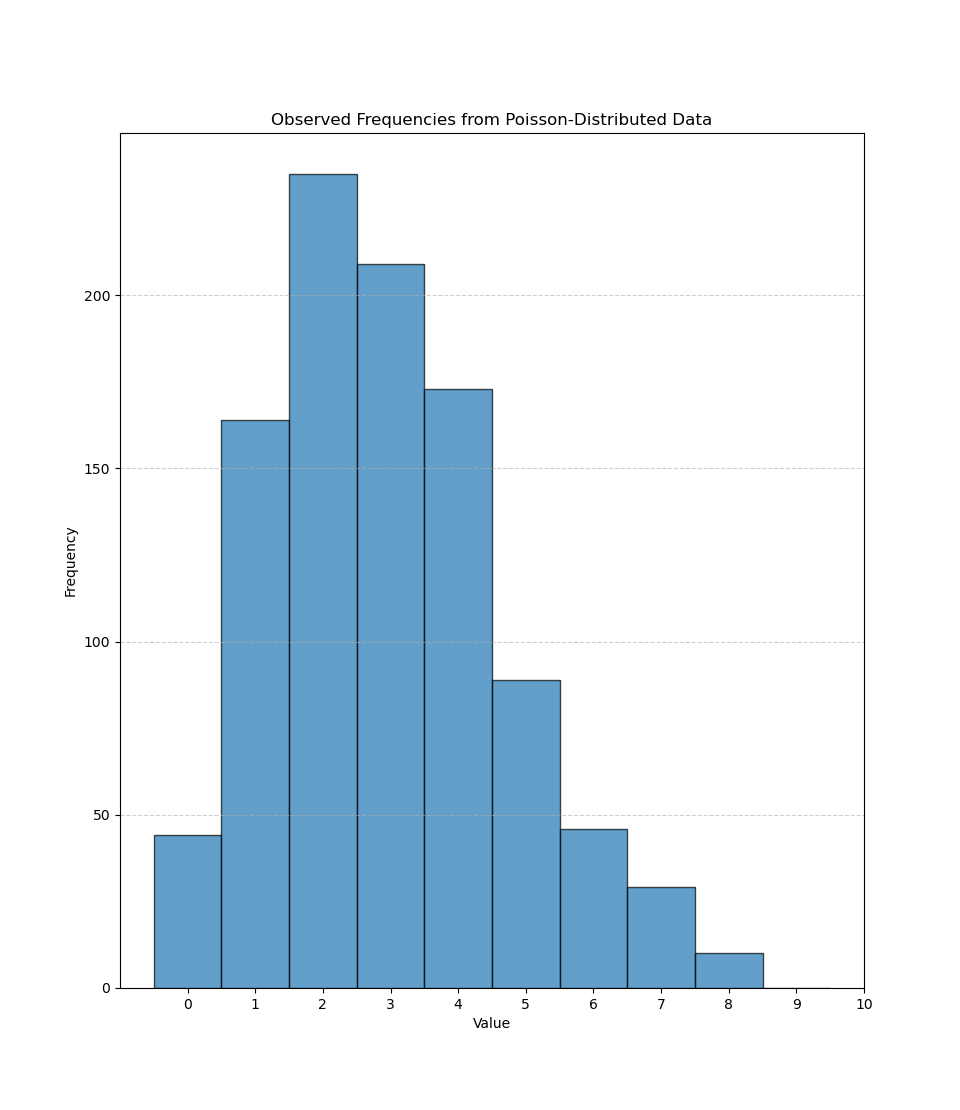 Observed Frequencies from Poisson-Distributed Data
200
150
100
50
0
Frequency
0 1 2 3 4 5 6 7 8 9 10
Value